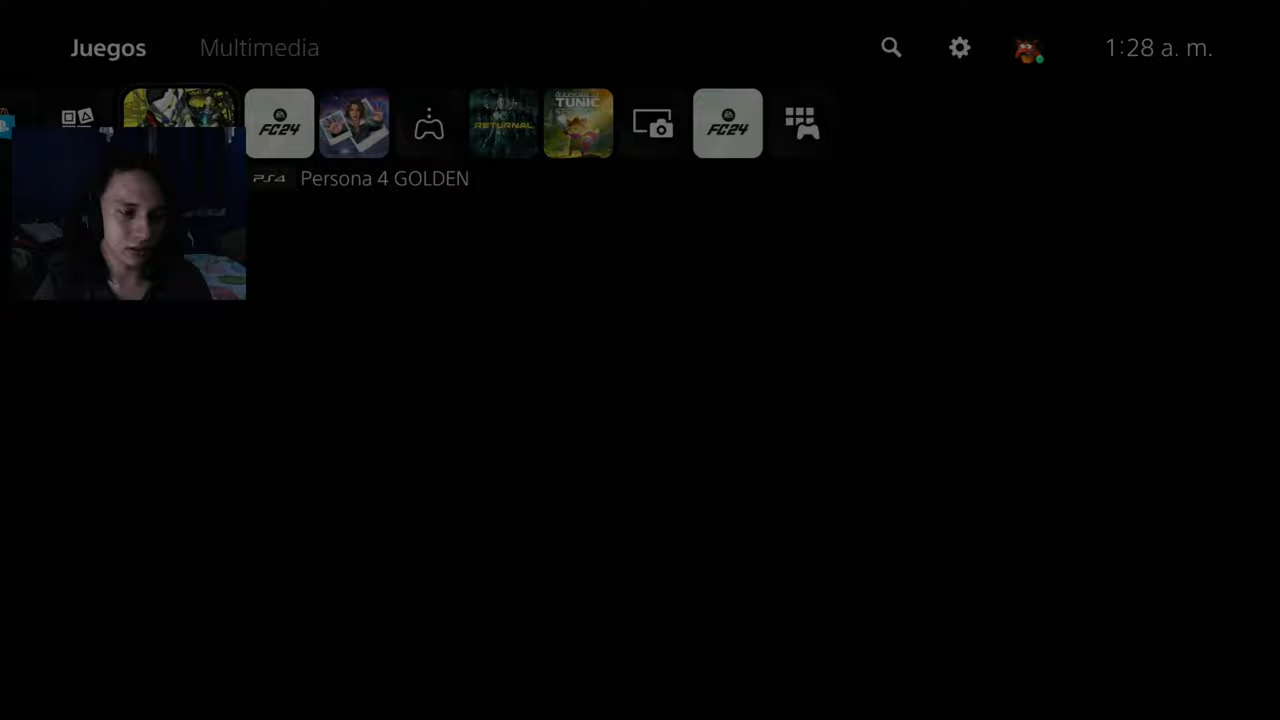 Juegos Multimedia 1:28 a. m.
FC24
RETURNAL
TUNIC
FC24
PS4 Persona 4 GOLDEN